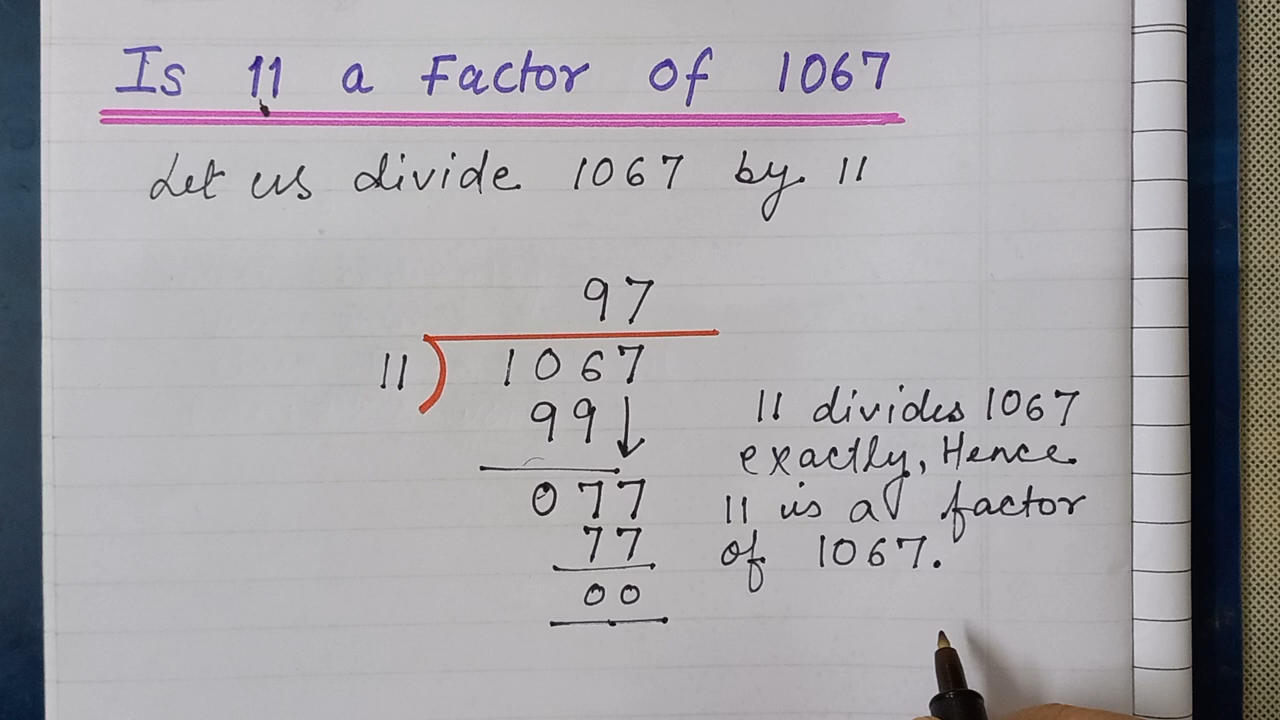 Is 11 a Factor of 1067
Let us divide 1067 by 11
97
11 ) 1067
99↓
077
77
00
11 divides 1067
exactly, Hence
11 is a factor
of 1067.